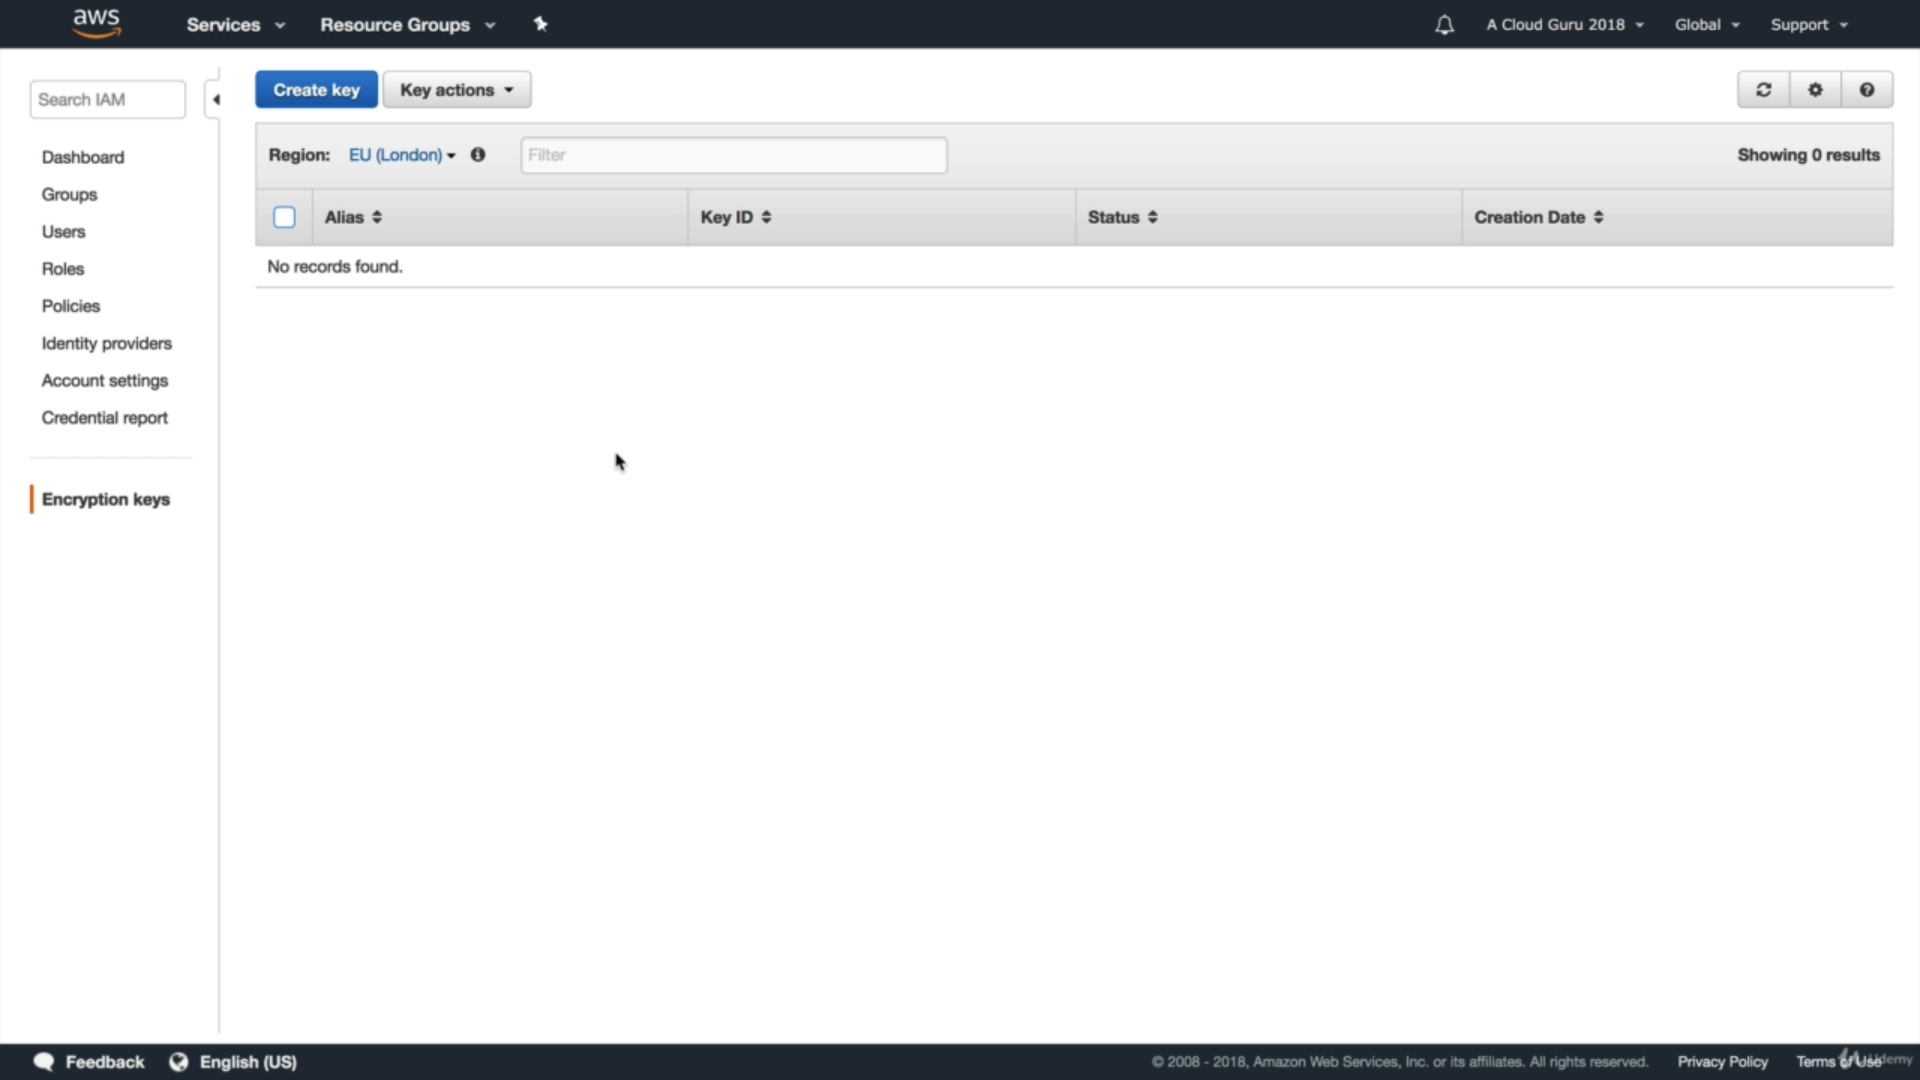 aws Services Resource Groups A Cloud Guru 2018 Global Support
Search IAM
Dashboard
Groups
Users
Roles
Policies
Identity providers
Account settings
Credential report
Encryption keys
Create key Key actions
Region: EU (London) Filter Showing 0 results
Alias Key ID Status Creation Date
No records found.
Feedback English (US) © 2008 - 2018, Amazon Web Services, Inc. or its affiliates. All rights reserved. Privacy Policy Terms of Use